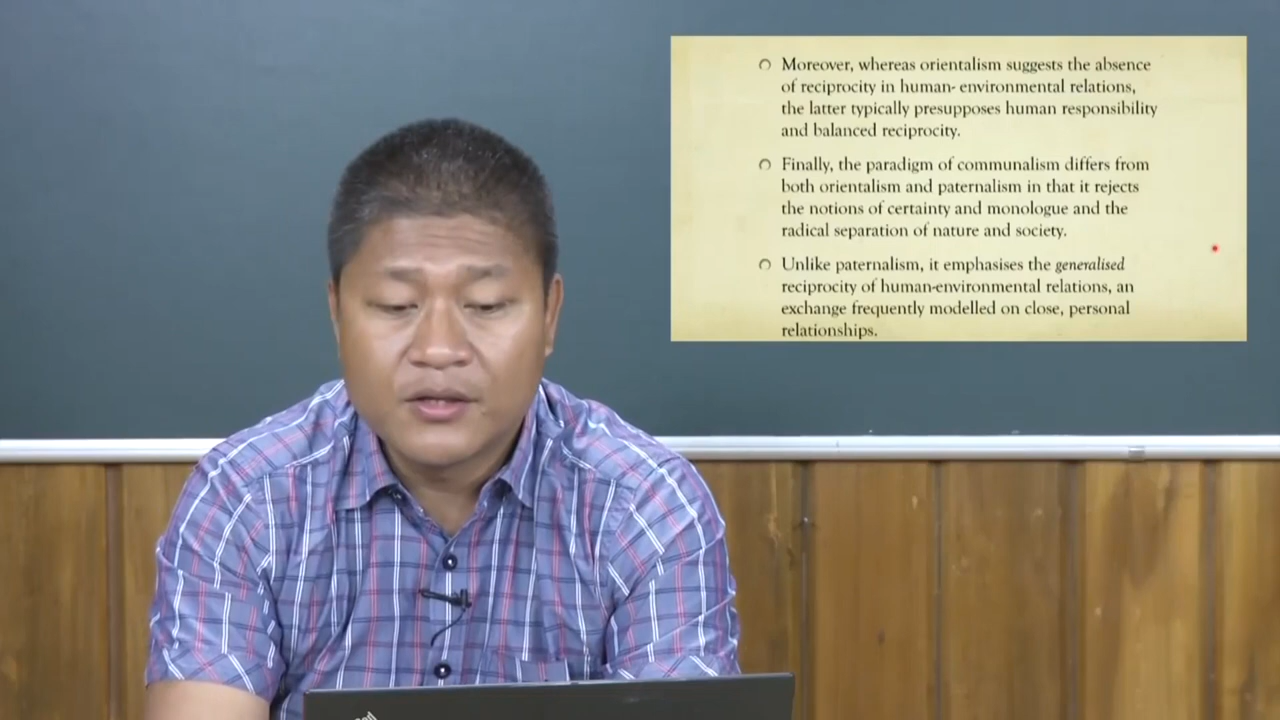 Moreover, whereas orientalism suggests the absence
of reciprocity in human- environmental relations,
the latter typically presupposes human responsibility
and balanced reciprocity.
Finally, the paradigm of communalism differs from
both orientalism and paternalism in that it rejects
the notions of certainty and monologue and the
radical separation of nature and society.
Unlike paternalism, it emphasises the generalised
reciprocity of human-environmental relations, an
exchange frequently modelled on close, personal
relationships.